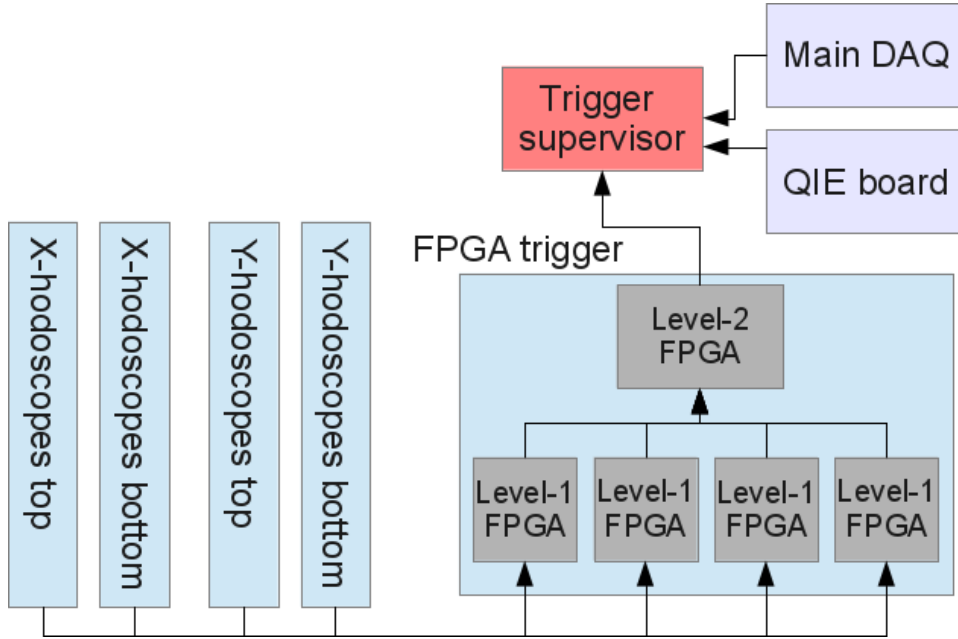 Main DAQ
Trigger
supervisor
QIE board
FPGA trigger
X-hodoscopes top
X-hodoscopes bottom
Y-hodoscopes top
Y-hodoscopes bottom
Level-2
FPGA
Level-1
FPGA
Level-1
FPGA
Level-1
FPGA
Level-1
FPGA